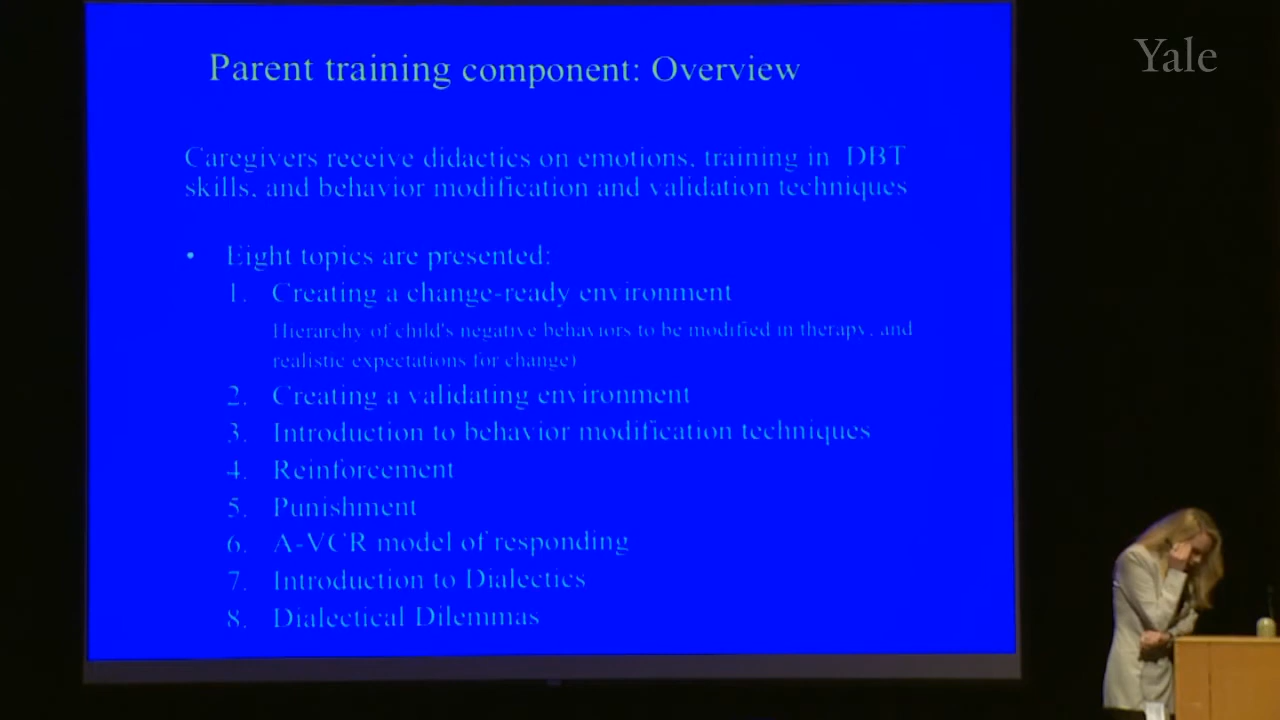 Yale
Parent training component: Overview
Caregivers receive didactics on emotions, training in DBT
skills, and behavior modification and validation techniques
• Eight topics are presented:
1. Creating a change-ready environment
Hierarchy of child's negative behaviors to be modified in therapy, and
realistic expectations for change)
2. Creating a validating environment
3. Introduction to behavior modification techniques
4. Reinforcement
5. Punishment
6. A-VCR model of responding
7. Introduction to Dialectics
8. Dialectical Dilemmas